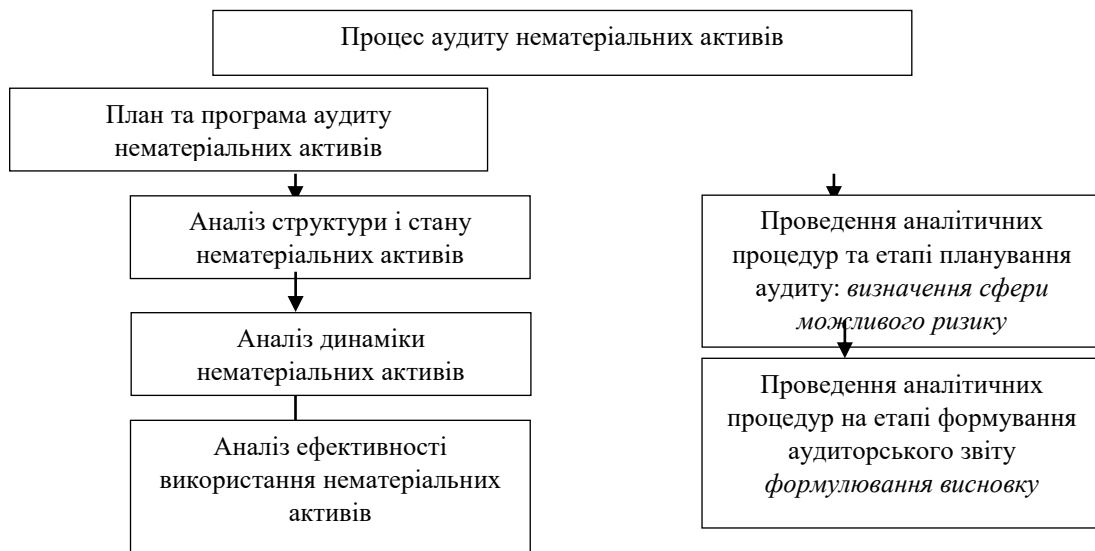 Процес аудиту нематеріальних активів
План та програма аудиту
нематеріальних активів
Аналіз структури і стану
нематеріальних активів
Аналіз динаміки
нематеріальних активів
Аналіз ефективності
використання нематеріальних
активів
Проведення аналітичних
процедур та етапі планування
аудиту: визначення сфери
можливого ризику
Проведення аналітичних
процедур на етапі формування
аудиторського звіту
формулювання висновку